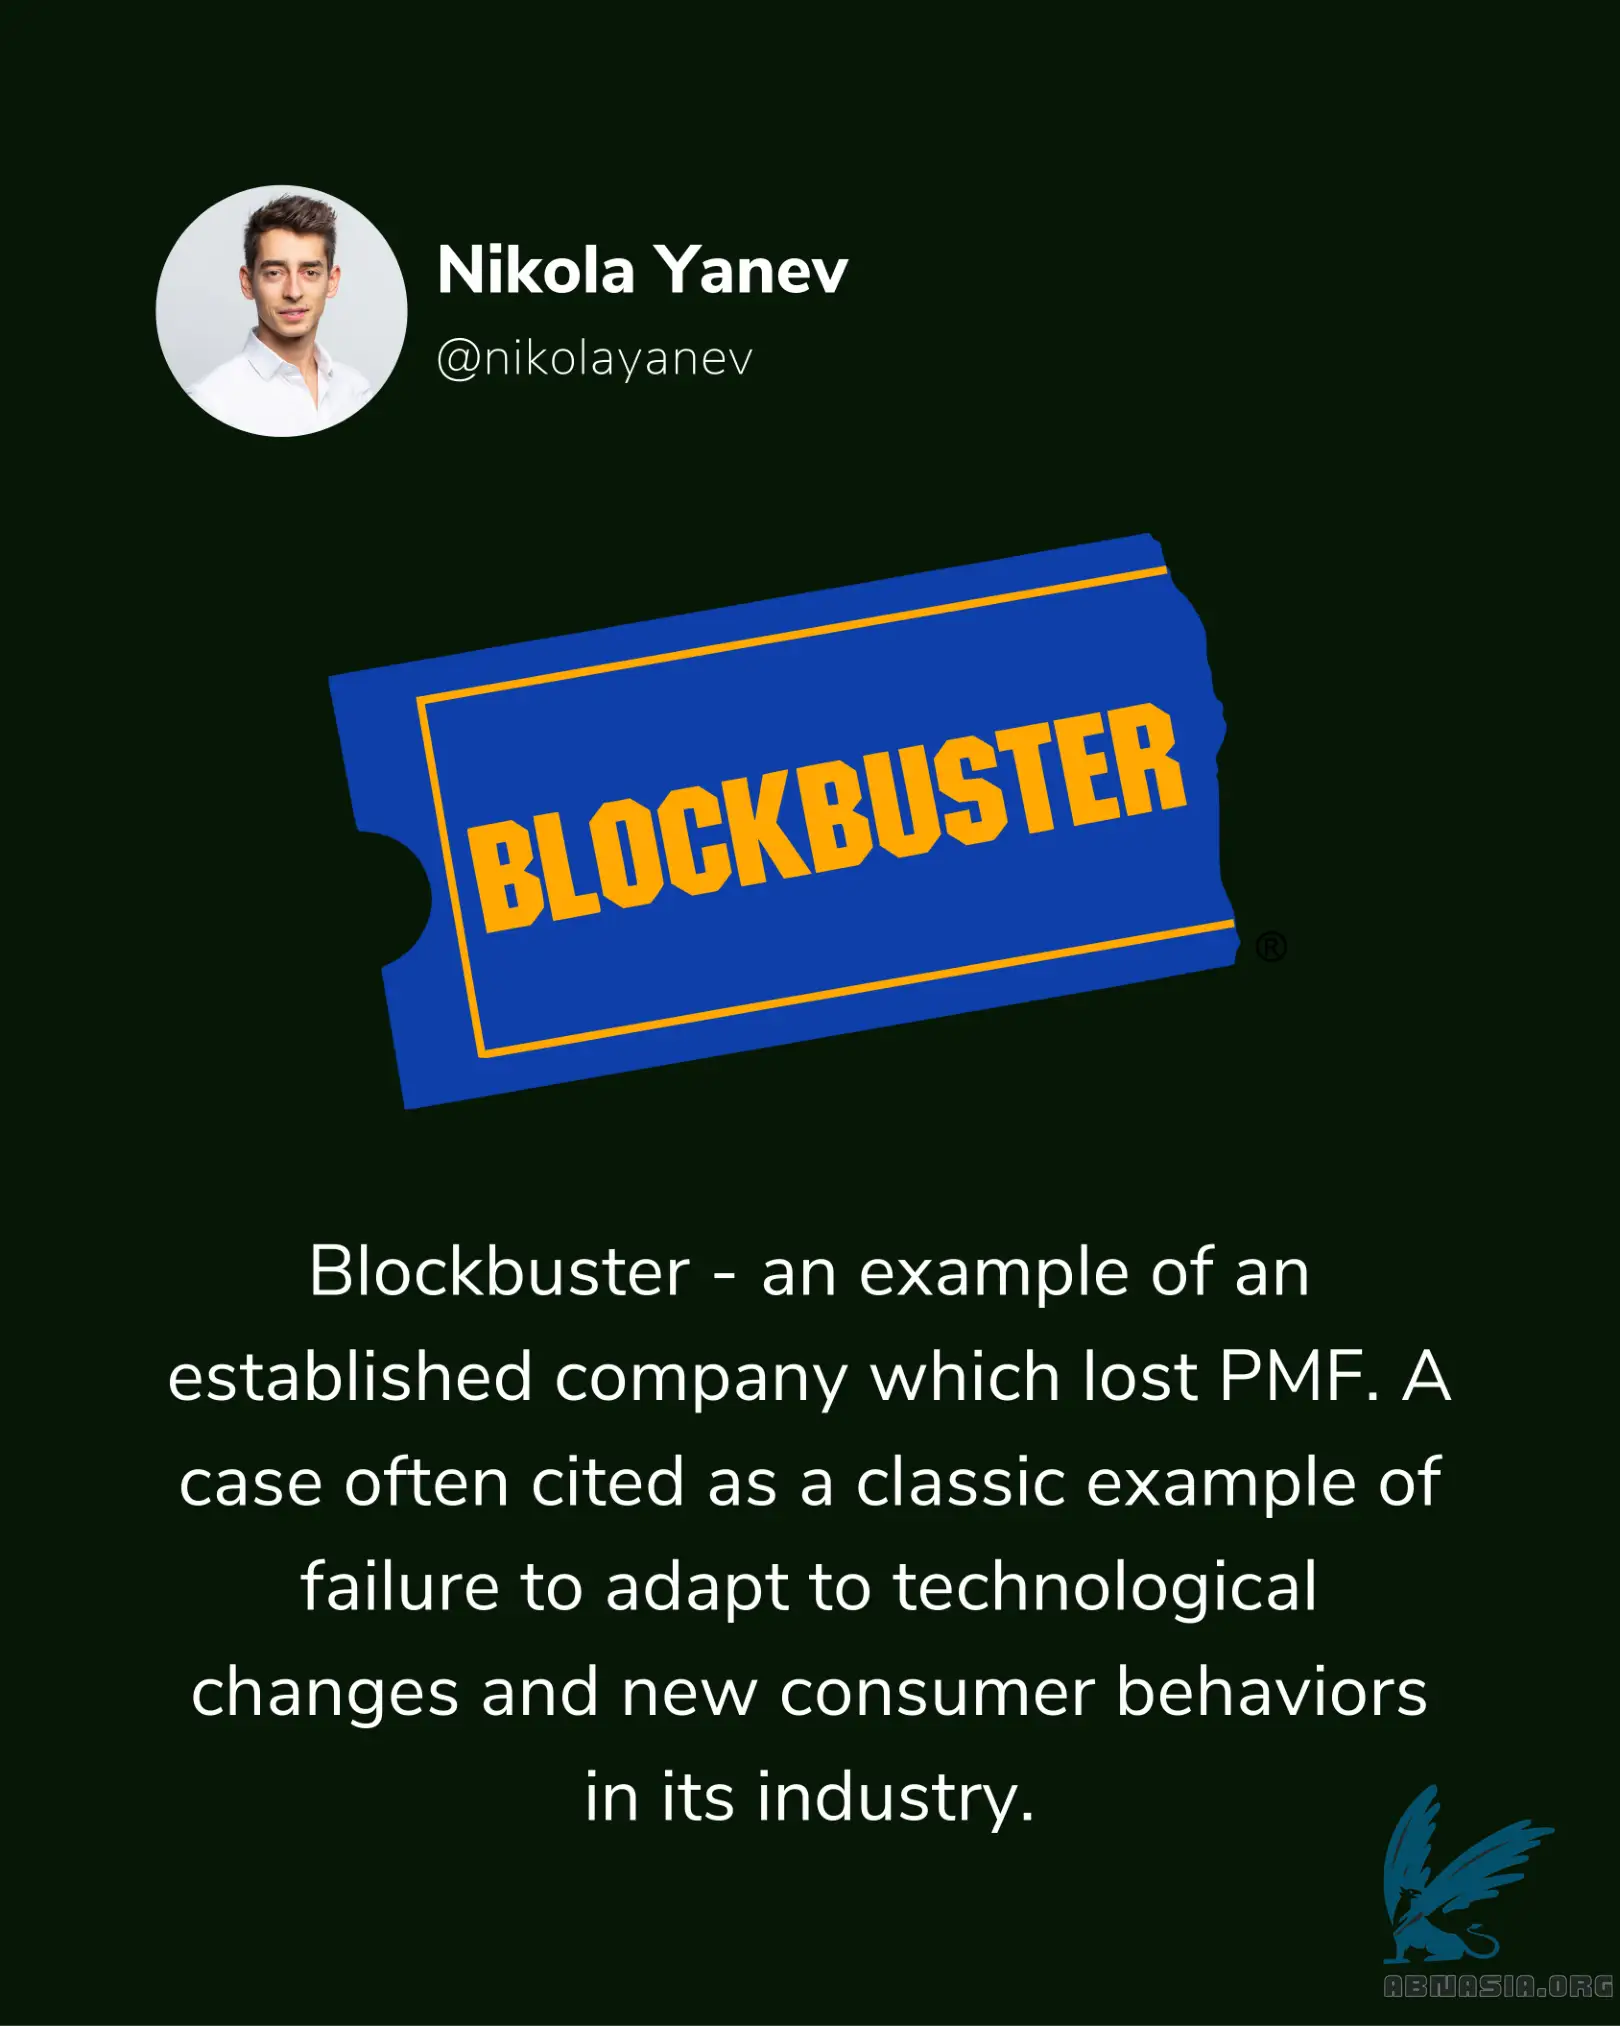 Nikola Yanev
@nikolayanev
BLOCKBUSTER
®
Blockbuster - an example of an
established company which lost PMF. A
case often cited as a classic example of
failure to adapt to technological
changes and new consumer behaviors
in its industry.
ABNASIA.ORG